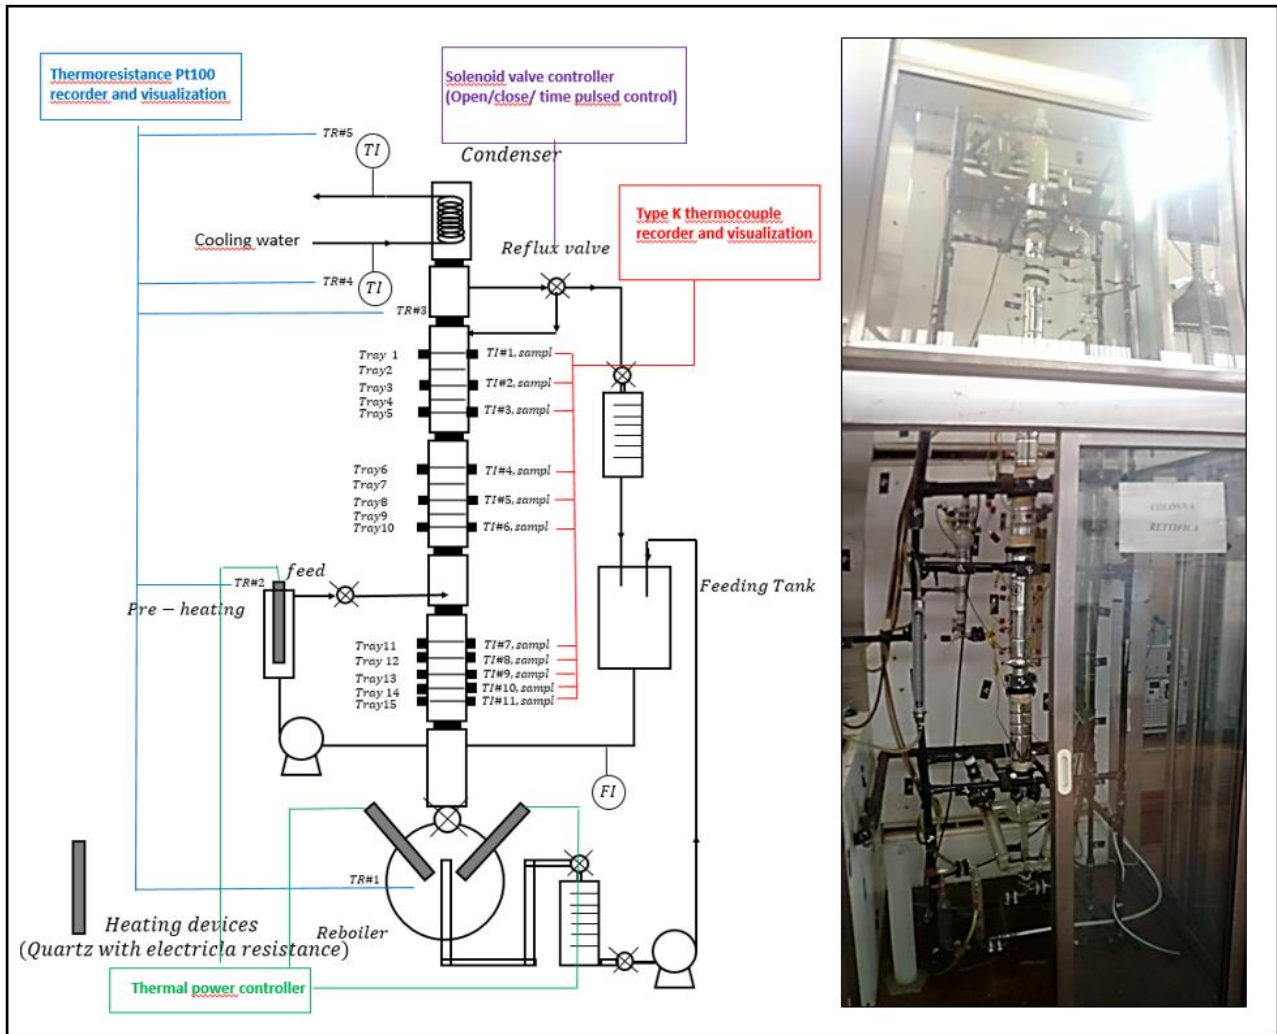 Thermoresistance Pt100
recorder and visualization
Solenoid valve controller
(Open/close/ time pulsed control)
TR#5
TI
Condenser
Type K thermocouple
recorder and visualization
Cooling water
Reflux valve
TR#4
TI
TR#3
Tray 1
TI#1, sampl
Tray2
Tray3
TI#2, sampl
Tray4
Tray5
TI#3, sampl
Tray6
TI#4, sampl
Tray7
Tray8
TI#5, sampl
Tray9
Tray10
TI#6, sampl
COLONNA
RETTIFICA
TR#2
feed
Pre − heating
Feeding Tank
Tray11
TI#7, sampl
Tray 12
TI#8, sampl
Tray13
TI#9, sampl
Tray 14
TI#10, sampl
Tray15
TI#11, sampl
FI
TR#1
Heating devices
(Quartz with electricla resistance)
Reboiler
Thermal power controller